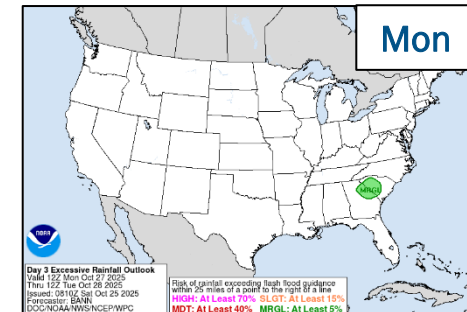 Mon
MRGL
NOAA
Day 3 Excessive Rainfall Outlook
Valid 12Z Mon Oct 27 2025
Thru 12Z Tue Oct 28 2025
Issued: 0810Z Sat Oct 25 2025
Forecaster: BANN
DOC/NOAA/NWS/NCEP/WPC
Risk of rainfall exceeding flash flood guidance
within 25 miles of a point to the right of a line
HIGH: At Least 70% SLGT: At Least 15%
MDT: At Least 40% MRGL: At Least 5%